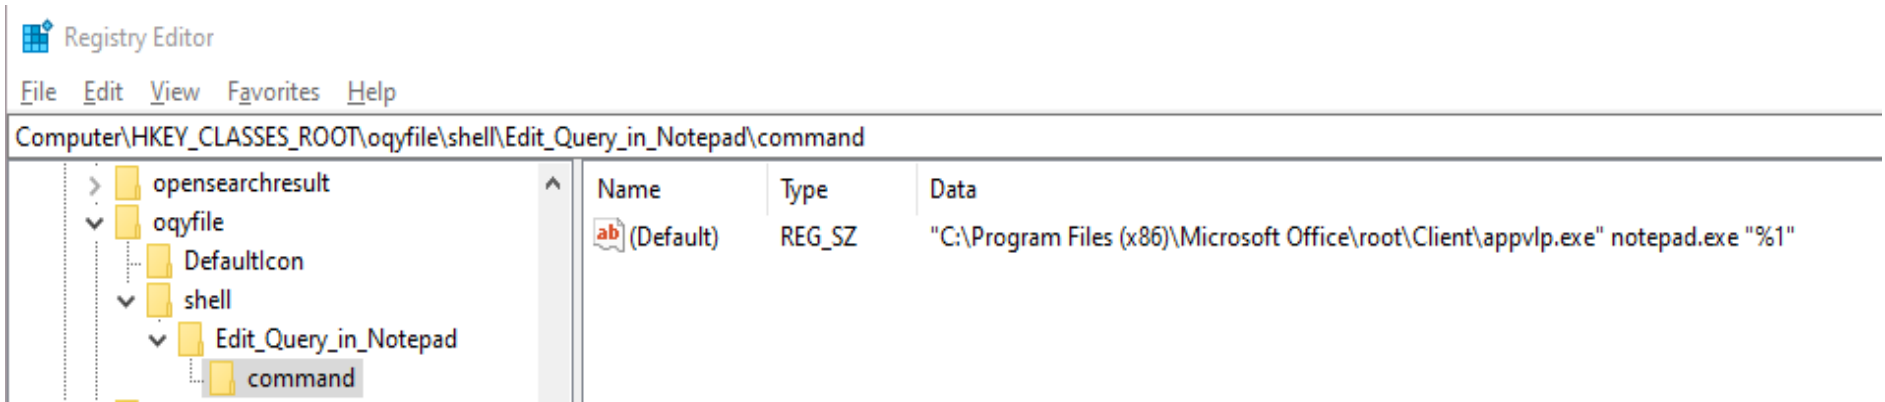 Registry Editor
File Edit View Favorites Help
Computer\HKEY_CLASSES_ROOT\oqyfile\shell\Edit_Query_in_Notepad\command
opensearchresult
oqyfile
DefaultIcon
shell
Edit_Query_in_Notepad
command
Name Type Data
ab (Default) REG_SZ "C:\Program Files (x86)\Microsoft Office\root\Client\appvlp.exe" notepad.exe "%1"